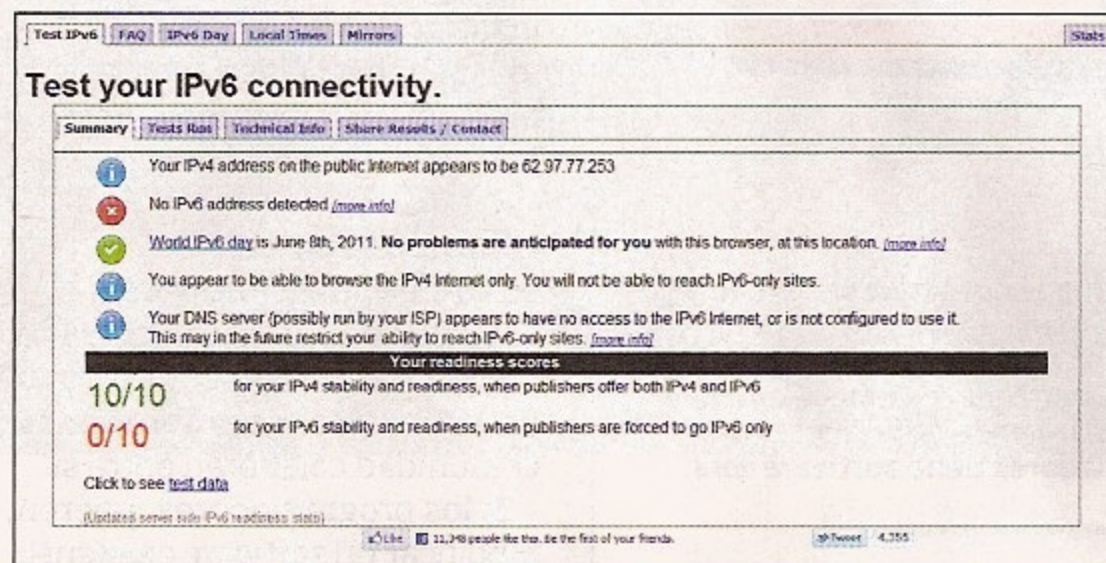 Test IPv6 FAQ IPv6 Day Local Times Mirrors Stats
Test your IPv6 connectivity.
Summary Tests Run Technical Info Share Results / Contact
Your IPv4 address on the public Internet appears to be 62.97.77.253
No IPv6 address detected [more info]
World IPv6 day is June 8th, 2011. No problems are anticipated for you with this browser, at this location. [more info]
You appear to be able to browse the IPv4 Internet only. You will not be able to reach IPv6-only sites.
Your DNS server (possibly run by your ISP) appears to have no access to the IPv6 Internet, or is not configured to use it.
This may in the future restrict your ability to reach IPv6-only sites. [more info]
Your readiness scores
10/10 for your IPv4 stability and readiness, when publishers offer both IPv4 and IPv6
0/10 for your IPv6 stability and readiness, when publishers are forced to go IPv6 only
Click to see test data
(Updated server side IPv6 readiness stats)
Like 11,348 people like this. Be the first of your friends. Tweet 4,355